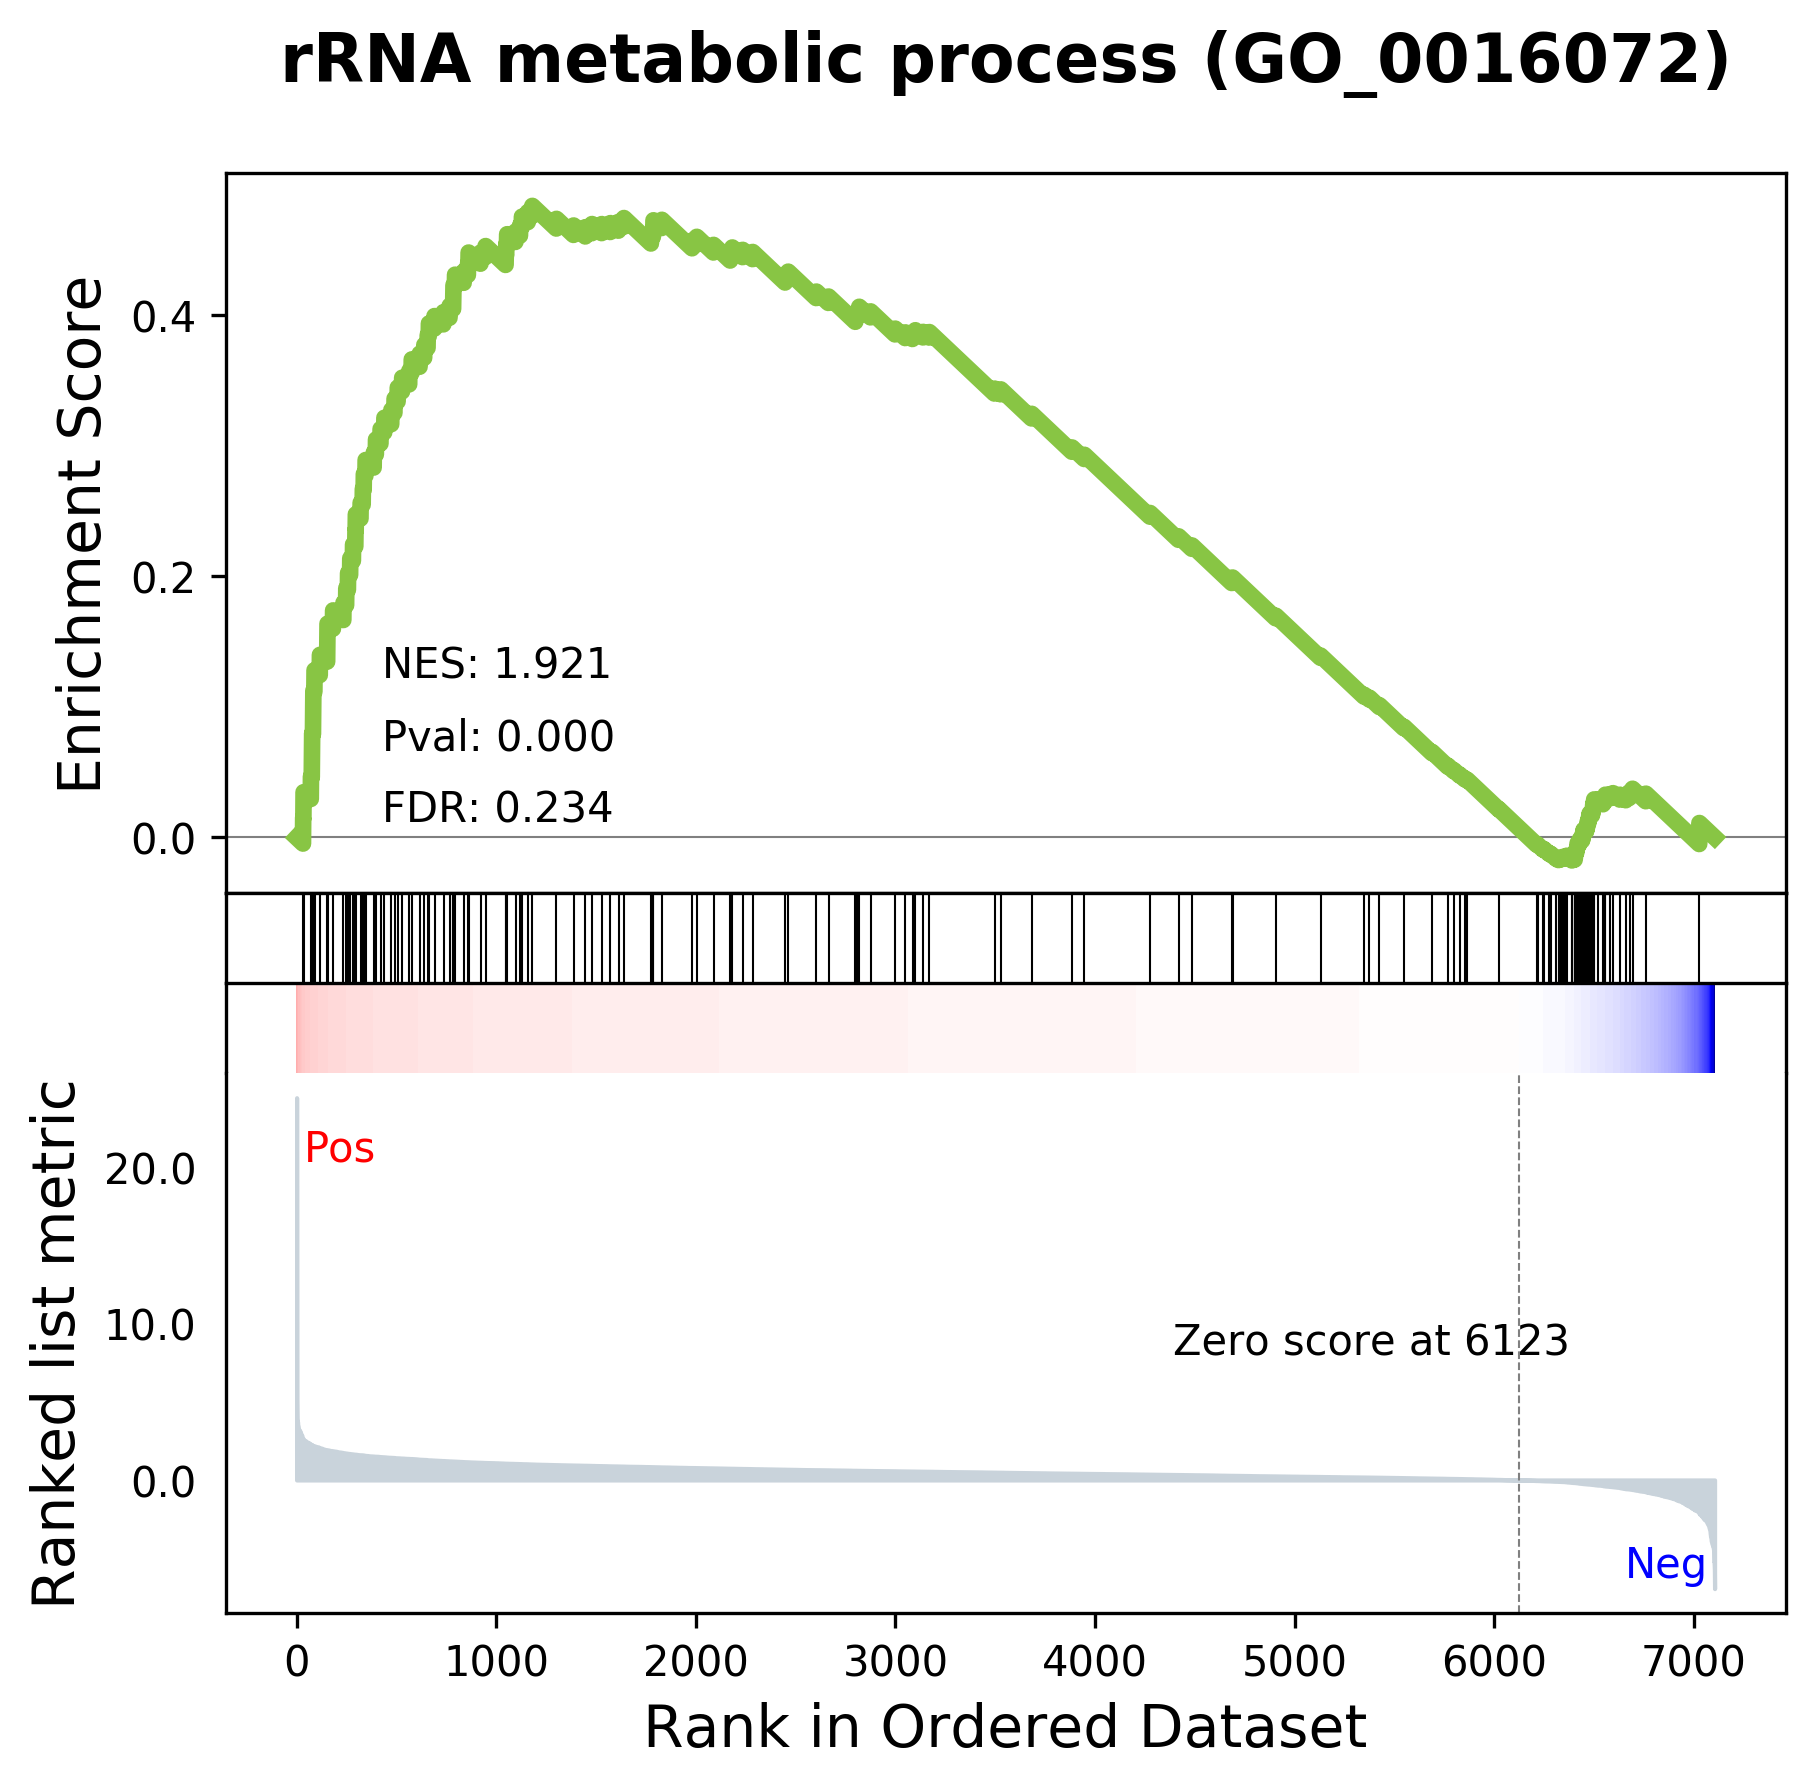 rRNA metabolic process (GO_0016072)
Enrichment Score
0.4
0.2
0.0
NES: 1.921
Pval: 0.000
FDR: 0.234
Ranked list metric
20.0
10.0
0.0
Pos
Zero score at 6123
Neg
0 1000 2000 3000 4000 5000 6000 7000
Rank in Ordered Dataset